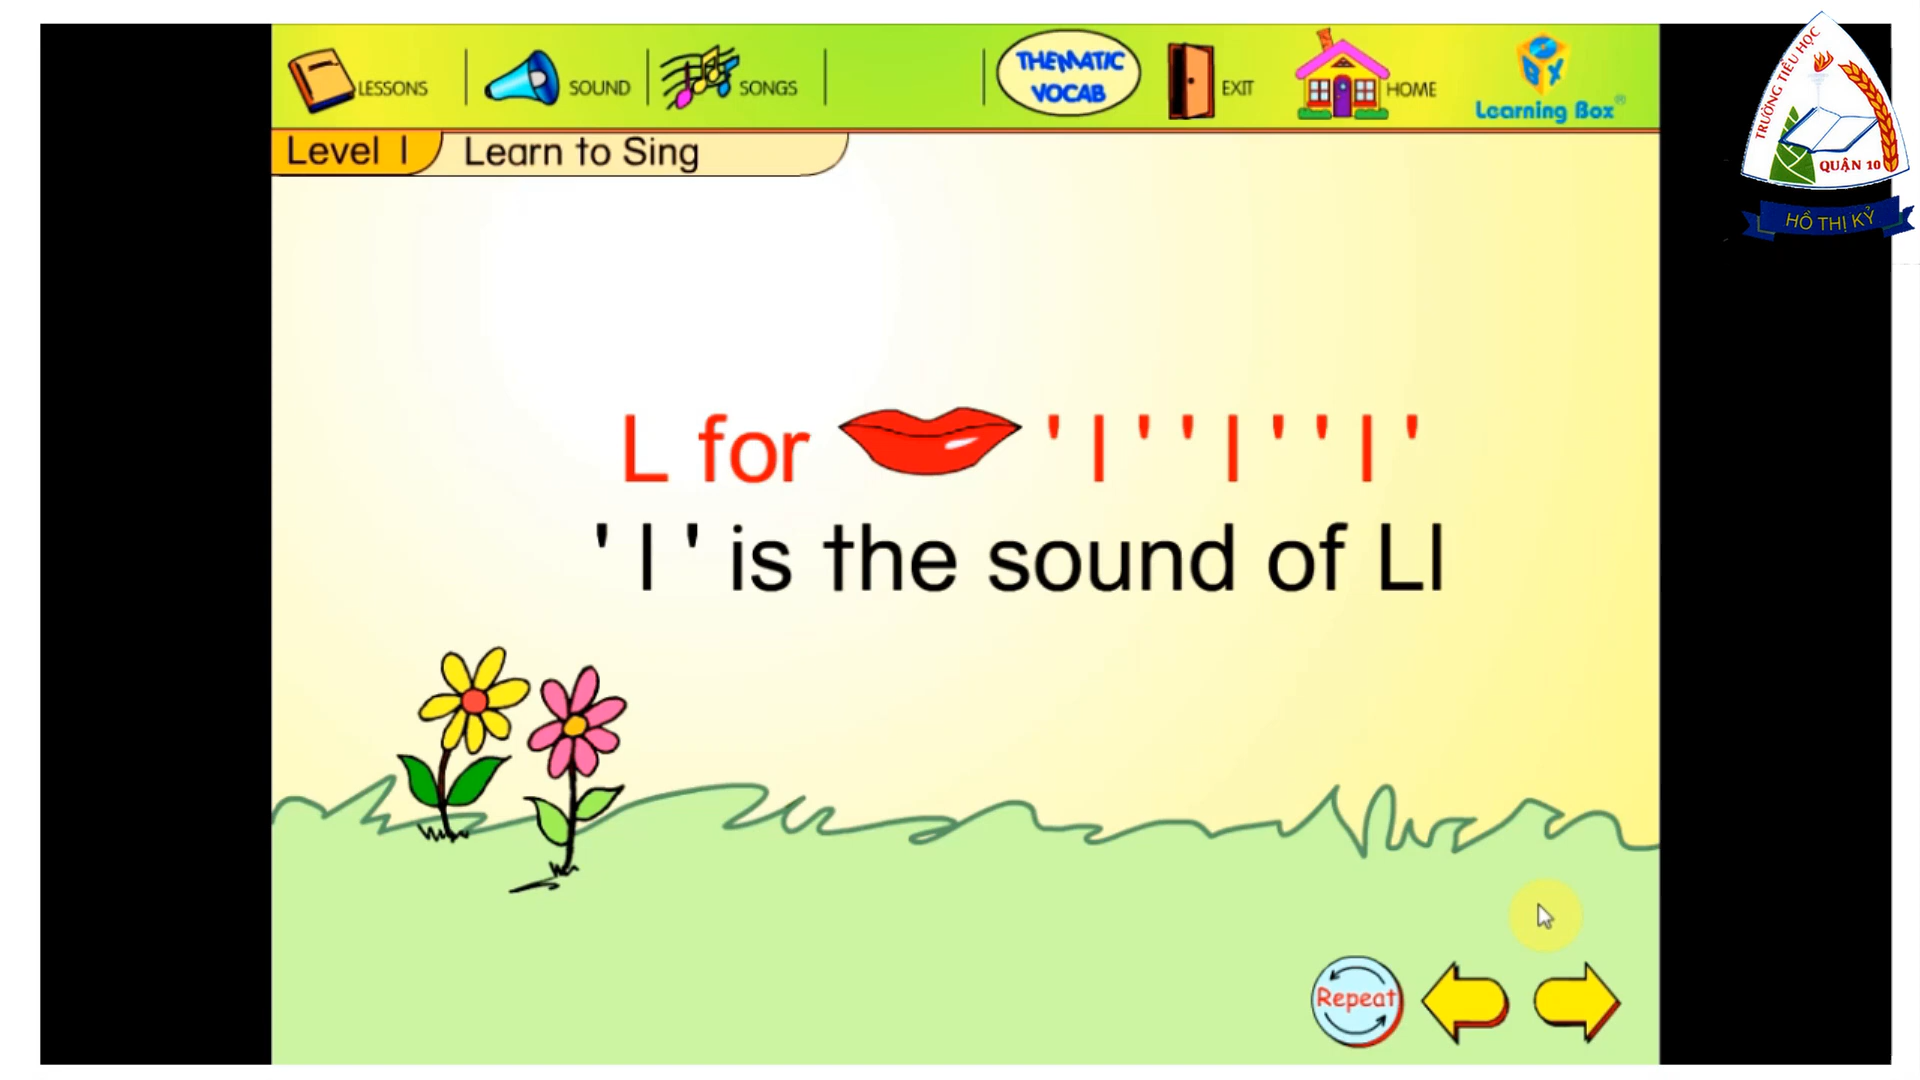 LESSONS
SOUND
SONGS
THEMATIC
VOCAB
EXIT
HOME
BX
Learning Box®
TRƯỜNG TIỂU HỌC
QUẬN 10
HỒ THỊ KỶ
Level 1
Learn to Sing
L for ' l ' ' l ' ' l '
' l ' is the sound of Ll
Repeat